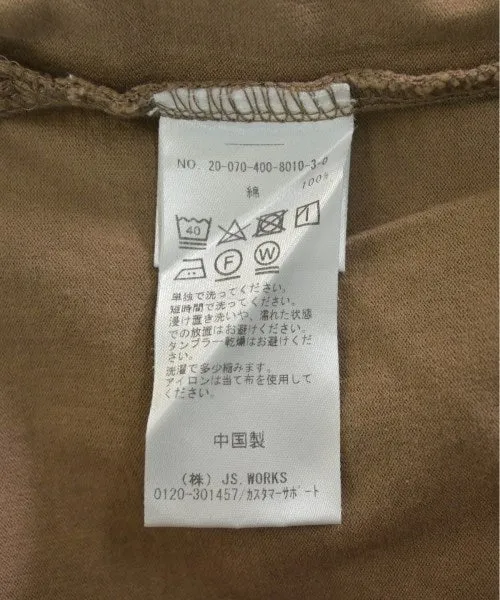 NO. 20-070-400-8010-3-0
綿 100%
40
F W
単独で洗ってください。
短時間で洗ってください。
浸け置き洗いや、濡れた状態
での放置はお避けください。
タンブラー乾燥はお避けくだ
さい。
洗濯で多少縮みます。
アイロンは当て布を使用して
ください。
中国製
(株) JS.WORKS
0120-301457/カスタマーサポート